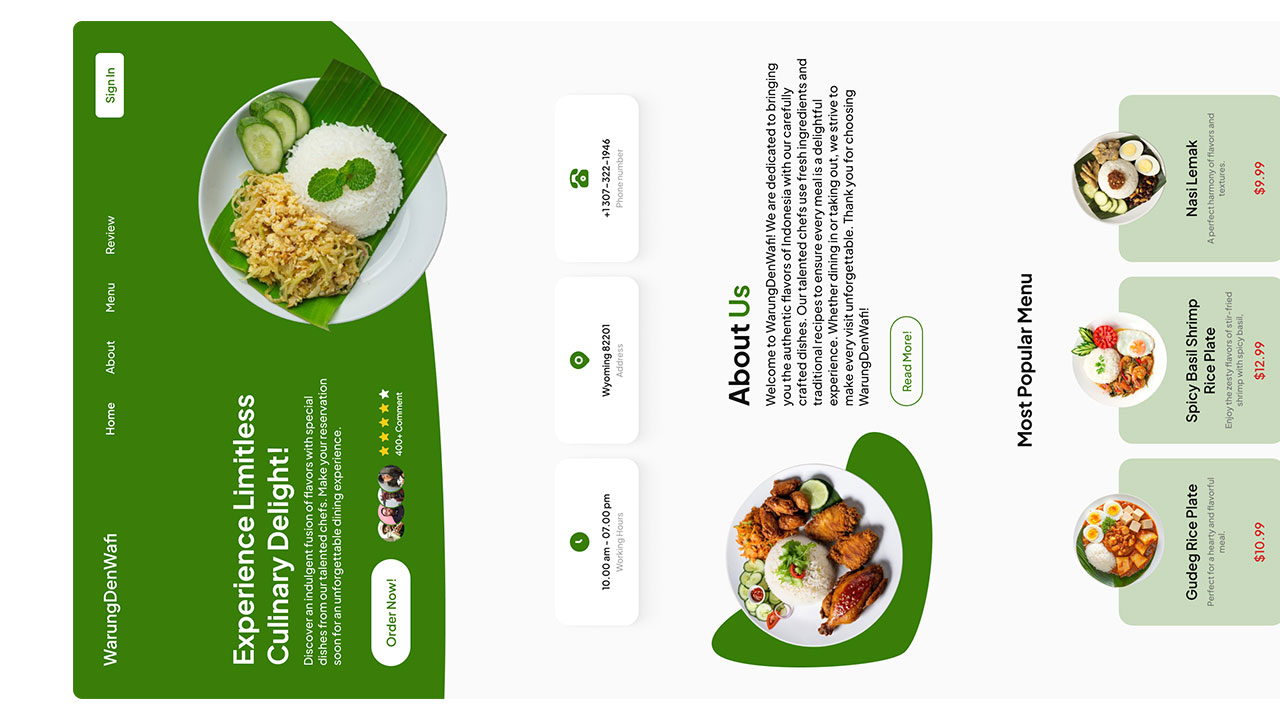 WarungDenWafi
Home
About
Menu
Review
Sign In
Experience Limitless
Culinary Delight!
Discover an indulgent fusion of flavors with special
dishes from our talented chefs. Make your reservation
soon for an unforgettable dining experience.
Order Now!
400+ Comment
10.00 am - 07.00 pm
Working Hours
Wyoming 82201
Address
+1 307-322-1946
Phone number
About Us
Welcome to WarungDenWafi! We are dedicated to bringing
you the authentic flavors of Indonesia with our carefully
crafted dishes. Our talented chefs use fresh ingredients and
traditional recipes to ensure every meal is a delightful
experience. Whether dining in or taking out, we strive to
make every visit unforgettable. Thank you for choosing
WarungDenWafi!
Read More!
Most Popular Menu
Gudeg Rice Plate
Perfect for a hearty and flavorful
meal.
$10.99
Spicy Basil Shrimp
Rice Plate
Enjoy the zesty flavors of stir-fried
shrimp with spicy basil,
$12.99
Nasi Lemak
A perfect harmony of flavors and
textures.
$9.99